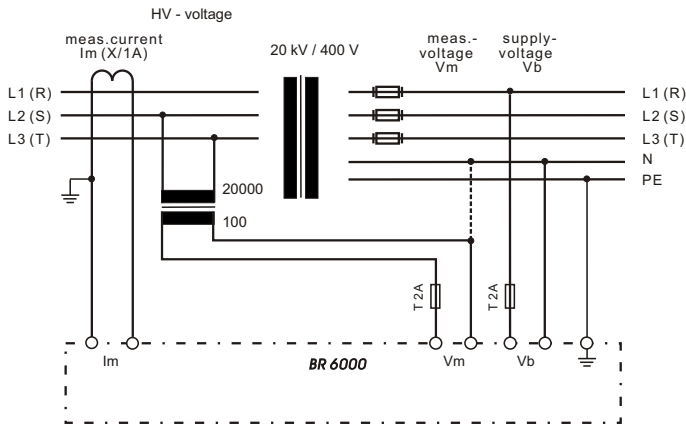 HV - voltage
meas.current
Im (X/1A)
20 kV / 400 V
meas.-
voltage
Vm
supply-
voltage
Vb
L1 (R)
L2 (S)
L3 (T)
L1 (R)
L2 (S)
L3 (T)
N
PE
20000
100
T 2A
T 2A
Im
BR 6000
Vm
Vb